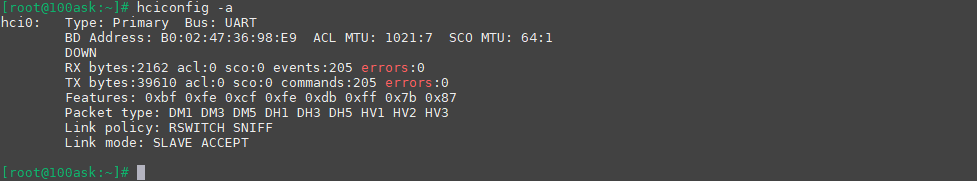 [root@100ask:~]# hciconfig -a
hci0:   Type: Primary  Bus: UART
        BD Address: B0:02:47:36:98:E9  ACL MTU: 1021:7  SCO MTU: 64:1
        DOWN
        RX bytes:2162 acl:0 sco:0 events:205 errors:0
        TX bytes:39610 acl:0 sco:0 commands:205 errors:0
        Features: 0xbf 0xfe 0xcf 0xfe 0xdb 0xff 0x7b 0x87
        Packet type: DM1 DM3 DM5 DH1 DH3 DH5 HV1 HV2 HV3
        Link policy: RSWITCH SNIFF
        Link mode: SLAVE ACCEPT
[root@100ask:~]#